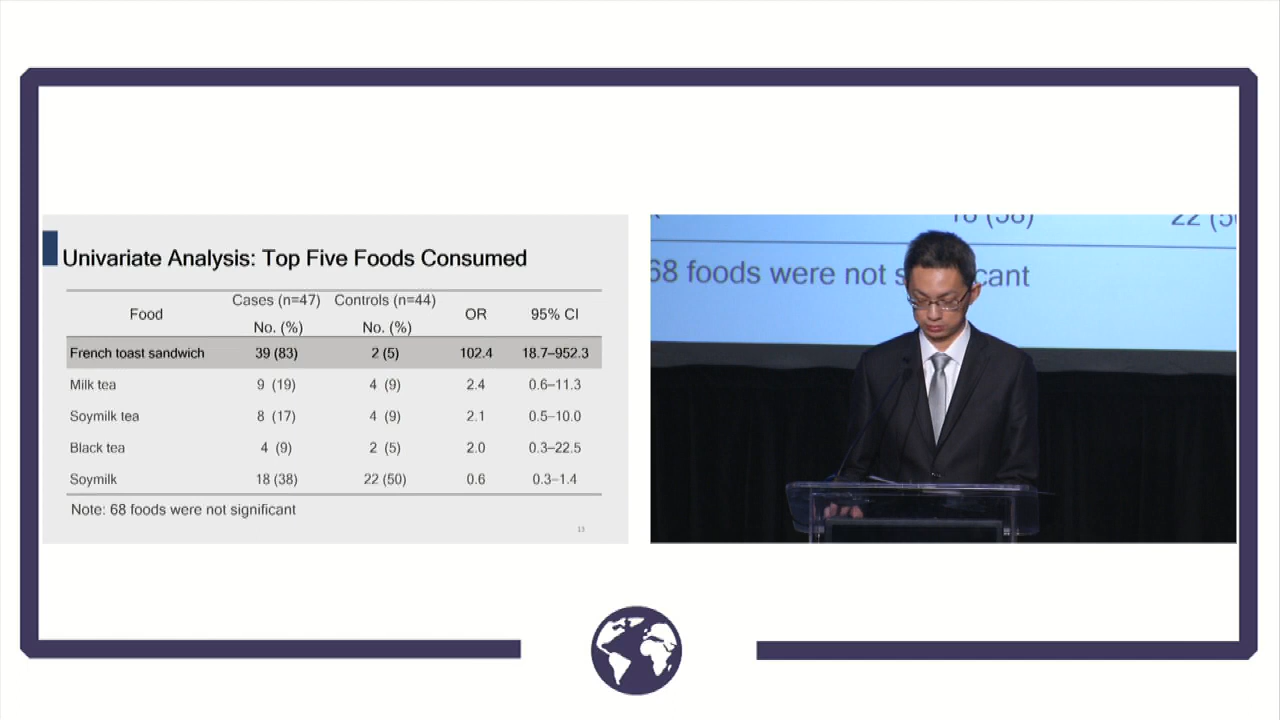 Univariate Analysis: Top Five Foods Consumed
Food Cases (n=47) Controls (n=44) OR 95% CI
No. (%) No. (%)
French toast sandwich 39 (83) 2 (5) 102.4 18.7–952.3
Milk tea 9 (19) 4 (9) 2.4 0.6–11.3
Soymilk tea 8 (17) 4 (9) 2.1 0.5–10.0
Black tea 4 (9) 2 (5) 2.0 0.3–22.5
Soymilk 18 (38) 22 (50) 0.6 0.3–1.4
Note: 68 foods were not significant
13
18 (38) 22 (5
68 foods were not s cant